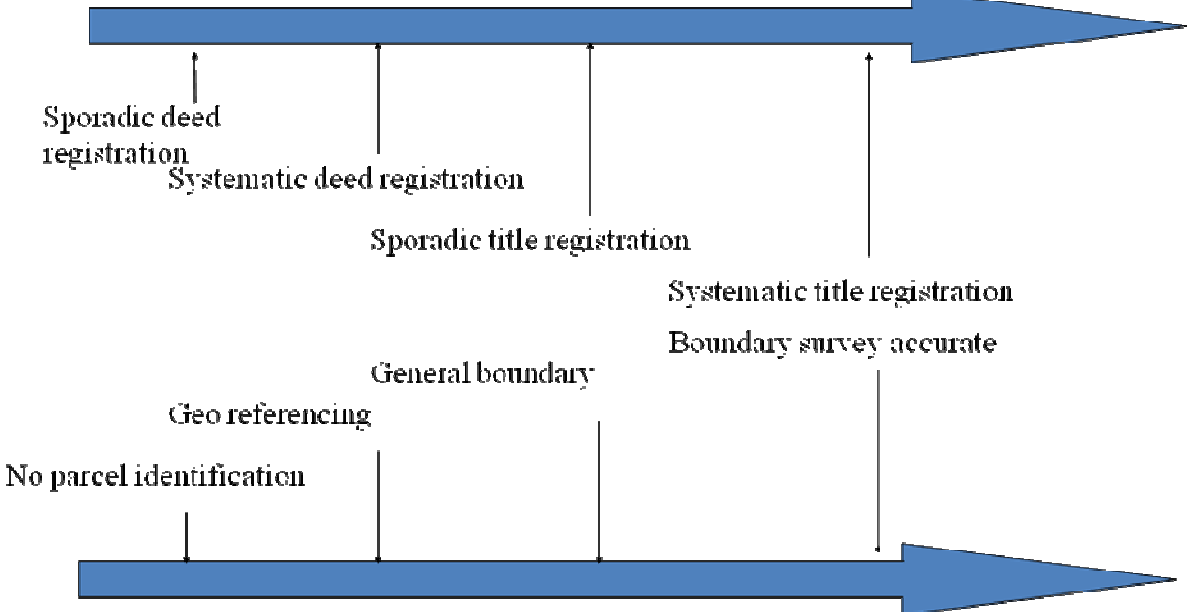 Sporadic deed
registration
Systematic deed registration
Sporadic title registration
Systematic title registration
Boundary survey accurate
General boundary
Geo referencing
No parcel identification